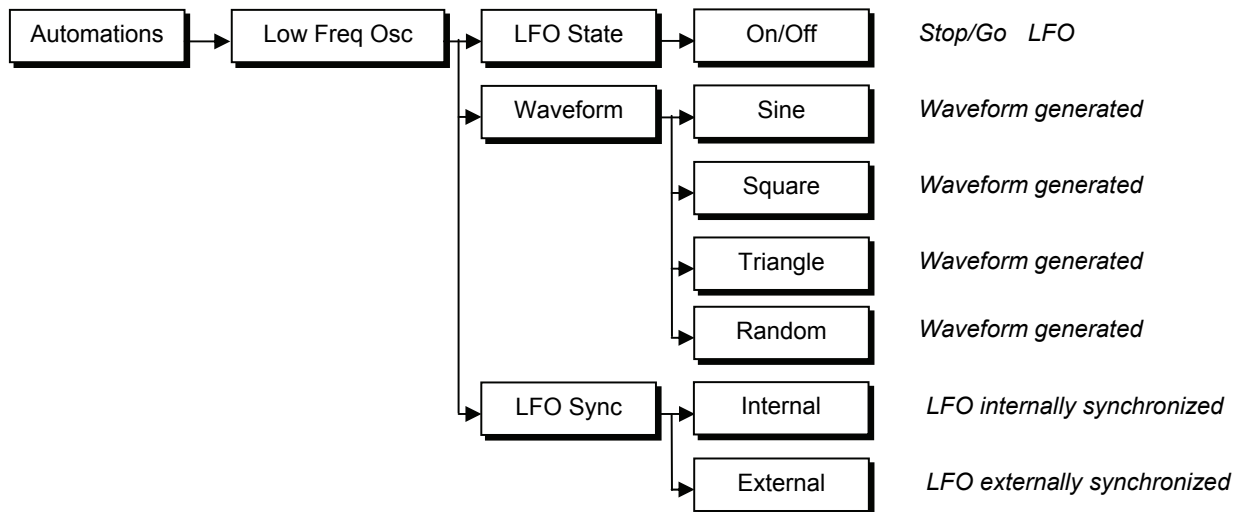 Automations Low Freq Osc LFO State On/Off Stop/Go LFO
Waveform Sine Waveform generated
Square Waveform generated
Triangle Waveform generated
Random Waveform generated
LFO Sync Internal LFO internally synchronized
External LFO externally synchronized